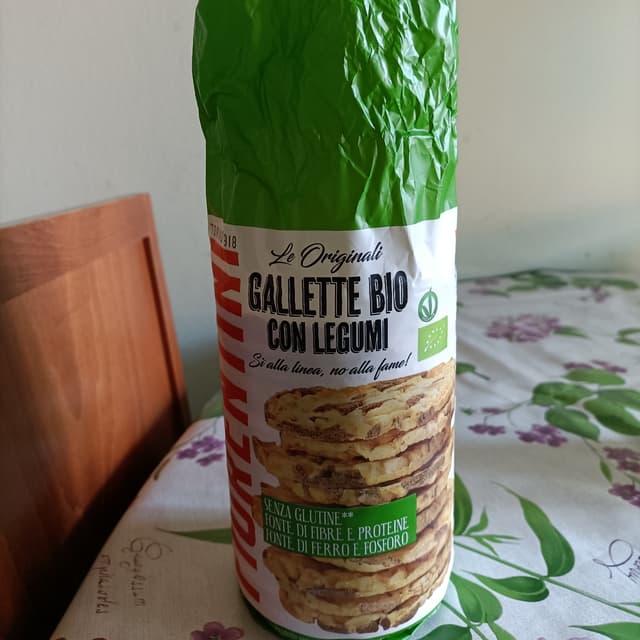 Le Originali
GALLETTE BIO
CON LEGUMI
Si alla linea, no alla fame!
SENZA GLUTINE**
FONTE DI FIBRE E PROTEINE
FONTE DI FERRO E FOSFORO